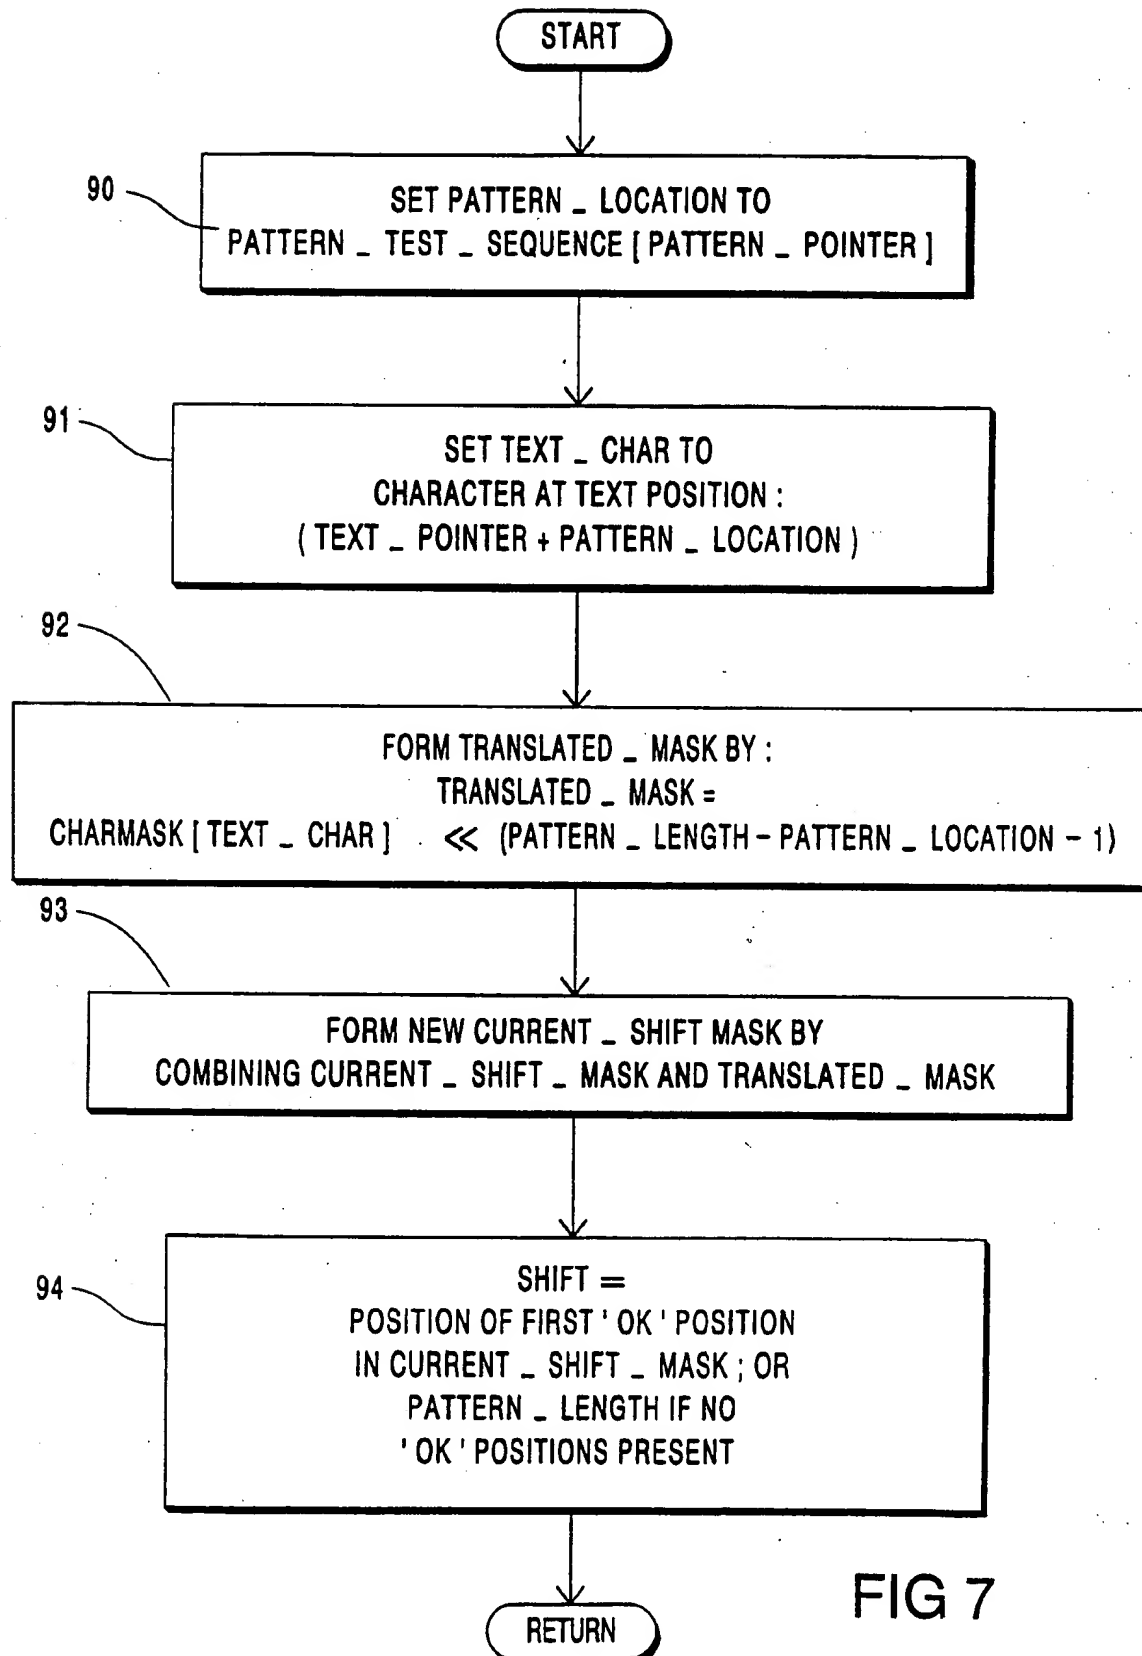 START
90
SET PATTERN _ LOCATION TO
PATTERN _ TEST _ SEQUENCE [ PATTERN _ POINTER ]
91
SET TEXT _ CHAR TO
CHARACTER AT TEXT POSITION :
( TEXT _ POINTER + PATTERN _ LOCATION )
92
FORM TRANSLATED _ MASK BY :
TRANSLATED _ MASK =
CHARMASK [ TEXT _ CHAR ] << (PATTERN _ LENGTH - PATTERN _ LOCATION - 1)
93
FORM NEW CURRENT _ SHIFT MASK BY
COMBINING CURRENT _ SHIFT _ MASK AND TRANSLATED _ MASK
94
SHIFT =
POSITION OF FIRST ' OK ' POSITION
IN CURRENT _ SHIFT _ MASK ; OR
PATTERN _ LENGTH IF NO
' OK ' POSITIONS PRESENT
RETURN
FIG 7